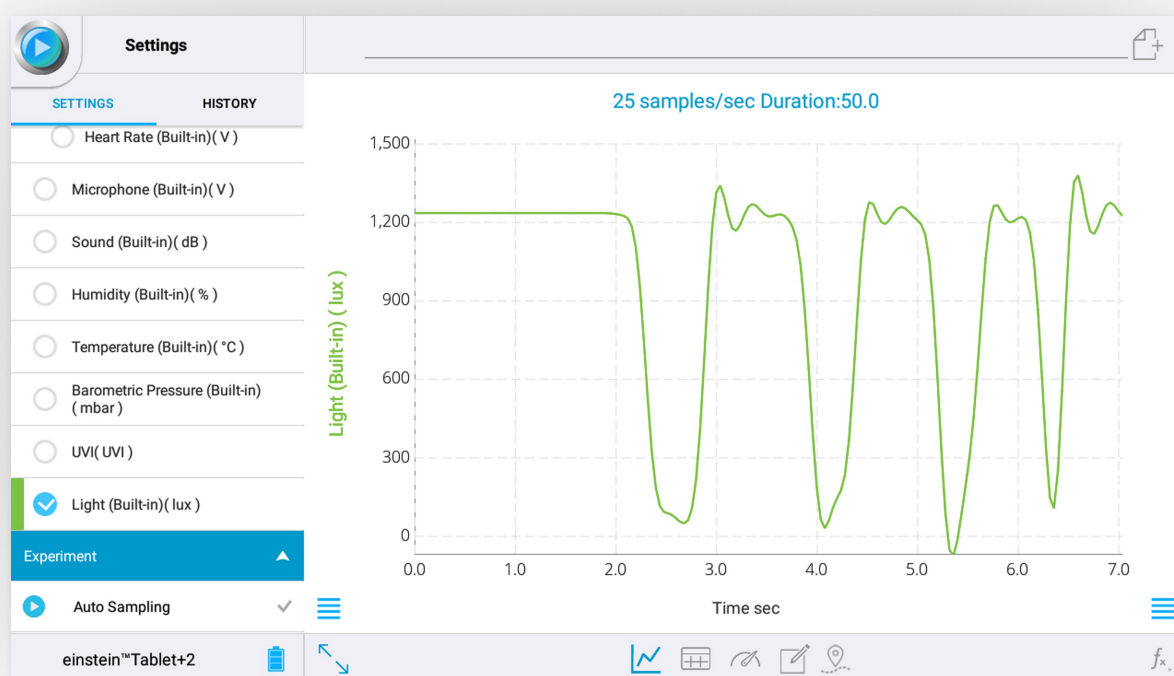 Settings
SETTINGS
HISTORY
25 samples/sec Duration:50.0
Heart Rate (Built-in)( V )
Microphone (Built-in)( V )
Sound (Built-in)( dB )
Humidity (Built-in)( % )
Temperature (Built-in)( °C )
Barometric Pressure (Built-in)
( mbar )
UVI( UVI )
Light (Built-in)( lux )
Experiment
Auto Sampling
einstein™Tablet+2
Light (Built-in) ( lux )
1,500
1,200
900
600
300
0
0.0 1.0 2.0 3.0 4.0 5.0 6.0 7.0
Time sec
fx